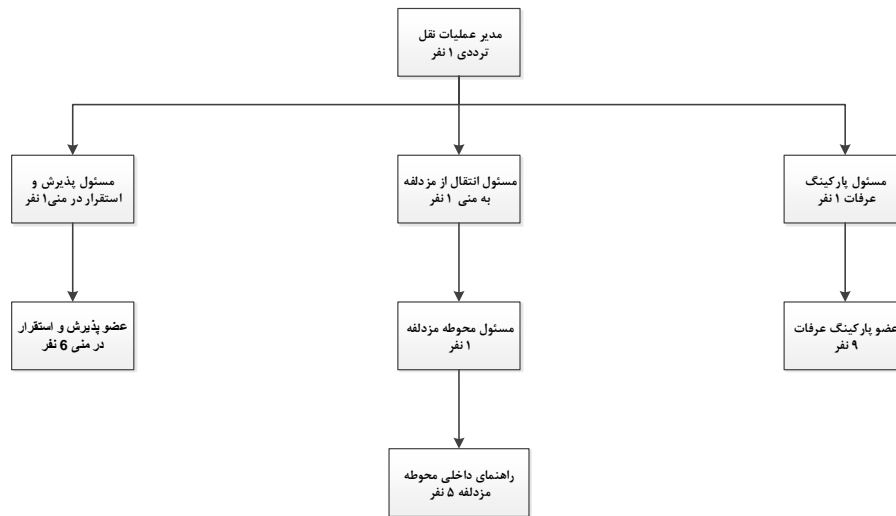 مدیر عملیات نقل
ترددی ۱ نفر
مسئول پارکینگ
عرفات ۱ نفر
مسئول انتقال از مزدلفه
به منی ۱ نفر
مسئول پذیرش و
استقرار در منی۱ نفر
عضو پارکینگ عرفات
۹ نفر
مسئول محوطه مزدلفه
۱ نفر
عضو پذیرش و استقرار
در منی 6 نفر
راهنمای داخلی محوطه
مزدلفه ۵ نفر